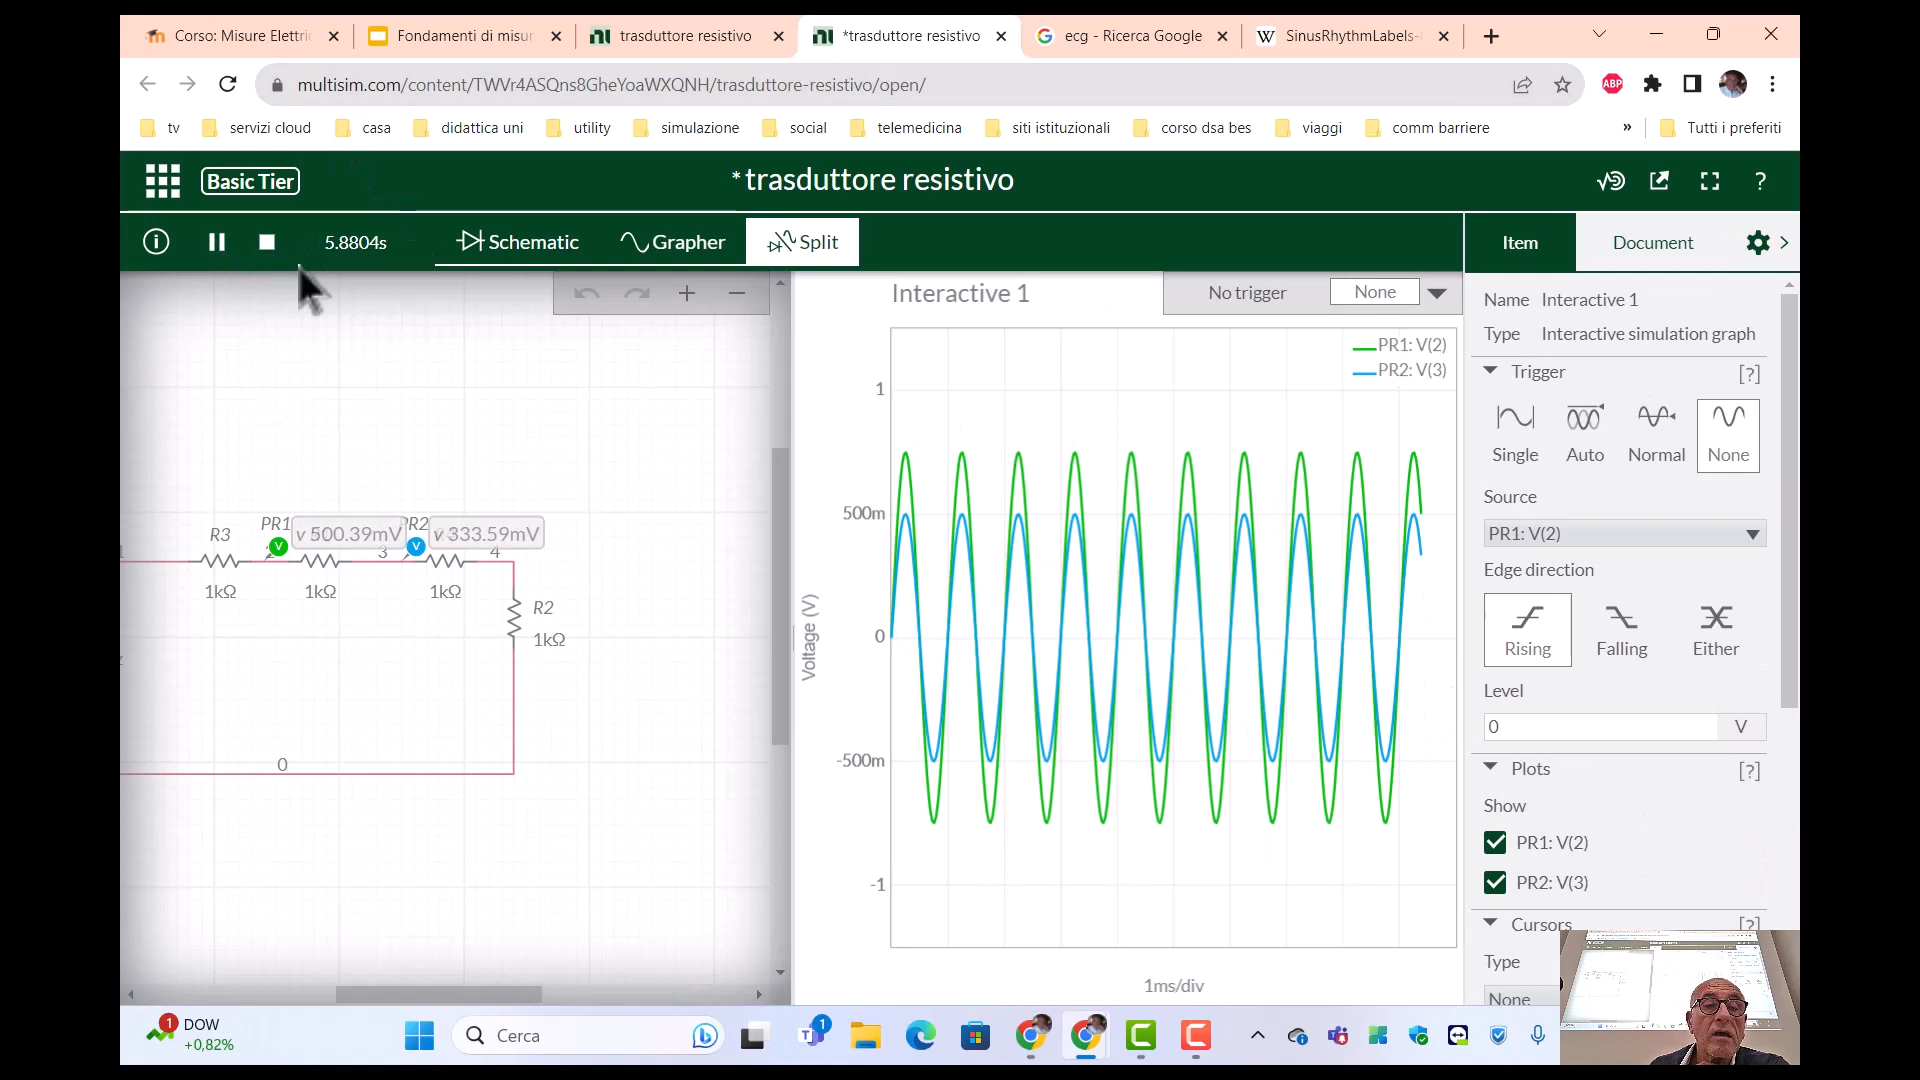 Corso: Misure Elettri
Fondamenti di misur
trasduttore resistivo
*trasduttore resistivo
ecg - Ricerca Google
W SinusRhythmLabels-
multisim.com/content/TWVr4ASQns8GheYoaWXQNH/trasduttore-resistivo/open/
ABP
tv
servizi cloud
casa
didattica uni
utility
simulazione
social
telemedicina
siti istituzionali
corso dsa bes
viaggi
comm barriere
»
Tutti i preferiti
Basic Tier
* trasduttore resistivo
?
5.8804s
Schematic
Grapher
Split
Item
Document
Interactive 1
No trigger
None
PR1: V(2)
PR2: V(3)
1
500m
0
-500m
-1
Voltage (V)
1ms/div
R3
PR1
v 500.39mV
PR2
v 333.59mV
V
V
3
4
1kΩ
1kΩ
1kΩ
R2
1kΩ
0
Name Interactive 1
Type Interactive simulation graph
Trigger [?]
Single
Auto
Normal
None
Source
PR1: V(2)
Edge direction
Rising
Falling
Either
Level
0 V
Plots [?]
Show
PR1: V(2)
PR2: V(3)
Cursors [?]
Type
None
1
DOW
+0,82%
Cerca
1